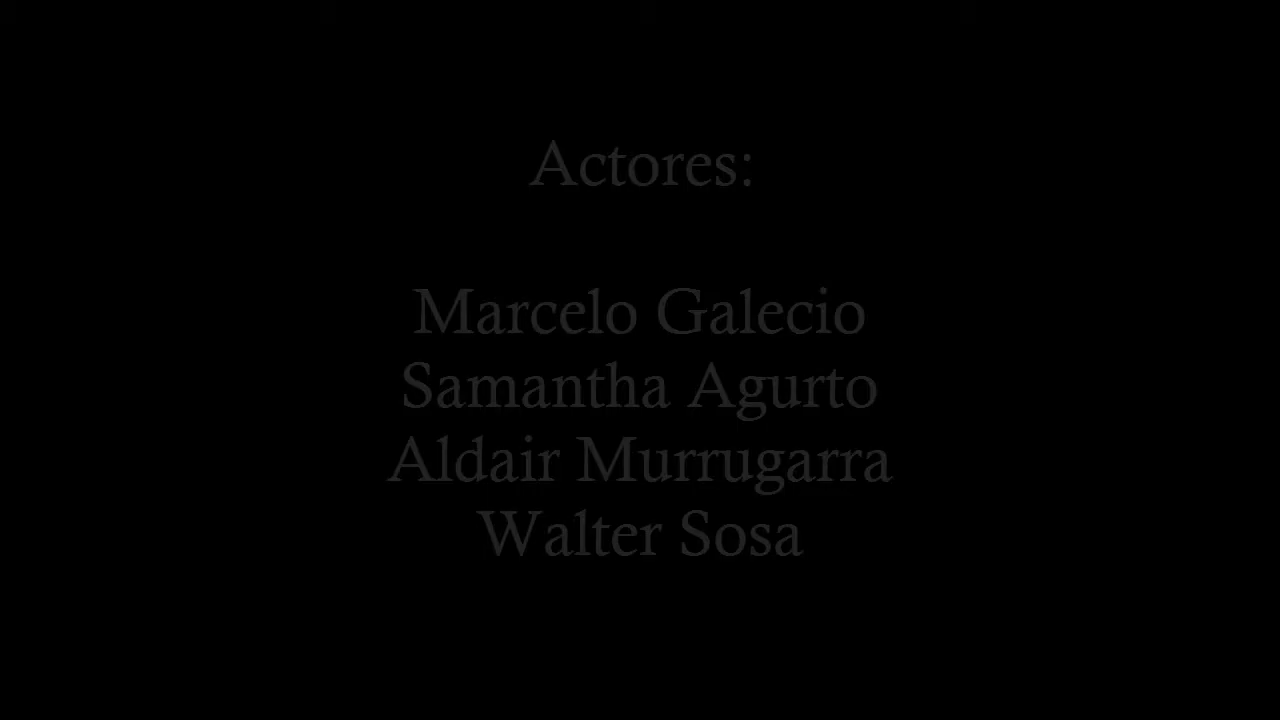 Actores:
Marcelo Galecio
Samantha Agurto
Aldair Murrugarra
Walter Sosa